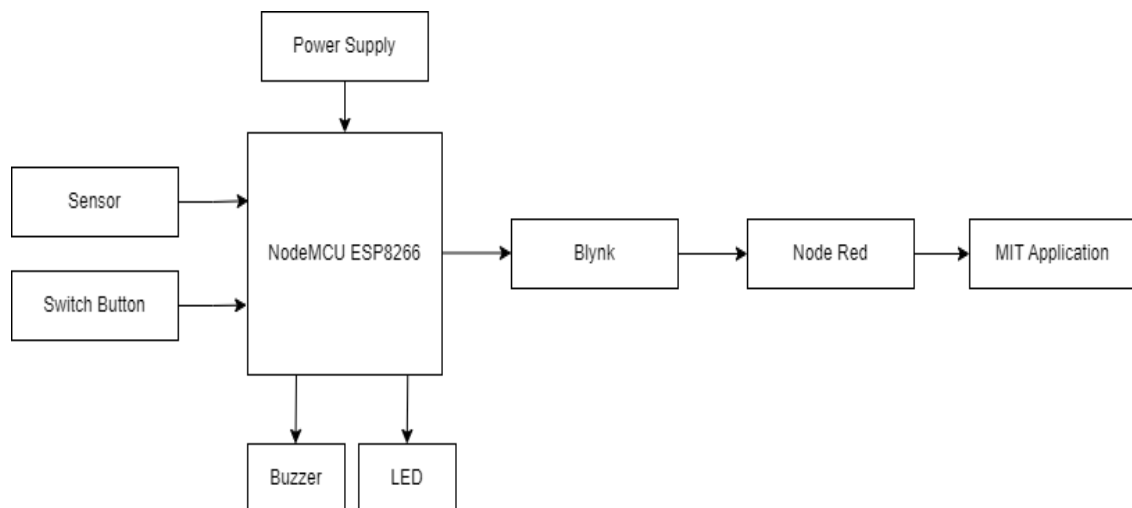 Power Supply
Sensor
NodeMCU ESP8266
Blynk
Node Red
MIT Application
Switch Button
Buzzer
LED